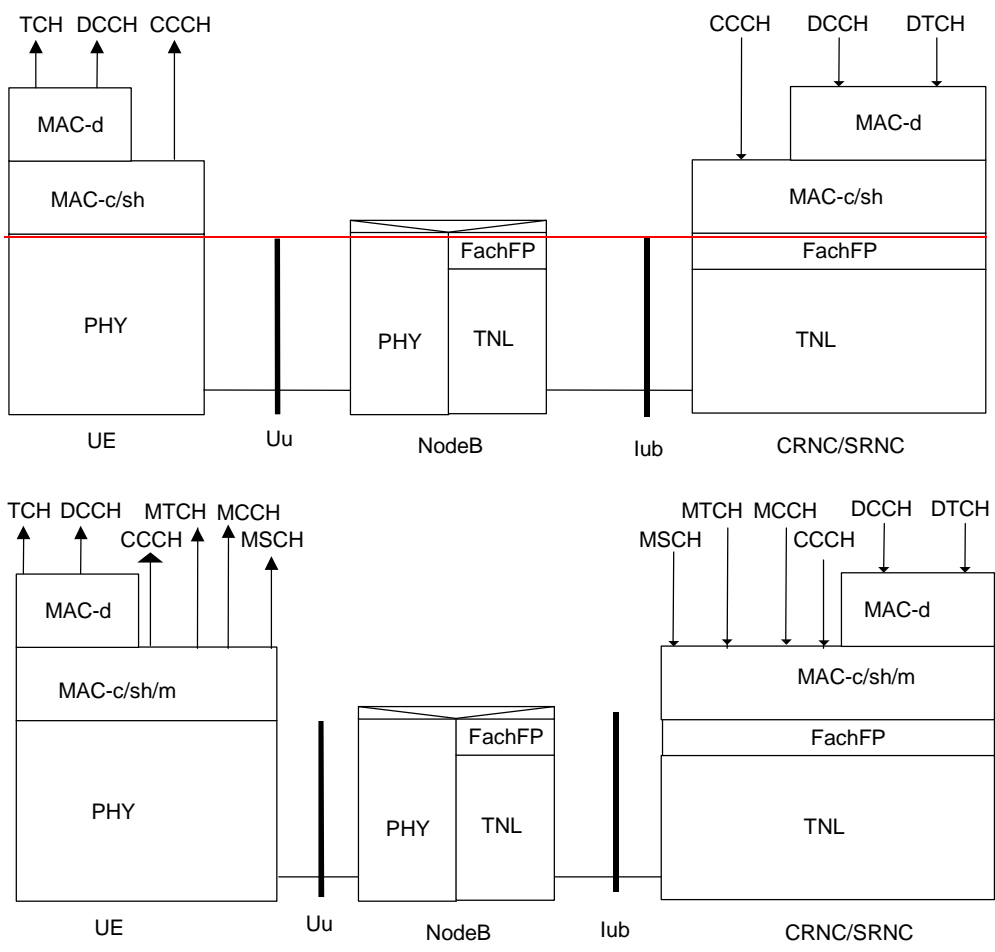 TCH DCCH CCCH
CCCH DCCH DTCH
MAC-d
MAC-d
MAC-c/sh
MAC-c/sh
FachFP
FachFP
PHY
PHY
TNL
TNL
UE
Uu
NodeB
Iub
CRNC/SRNC
TCH DCCH MTCH MCCH
CCCH MSCH
MTCH MCCH DCCH DTCH
MSCH CCCH
MAC-d
MAC-d
MAC-c/sh/m
MAC-c/sh/m
FachFP
FachFP
PHY
PHY
TNL
TNL
UE
Uu
NodeB
Iub
CRNC/SRNC